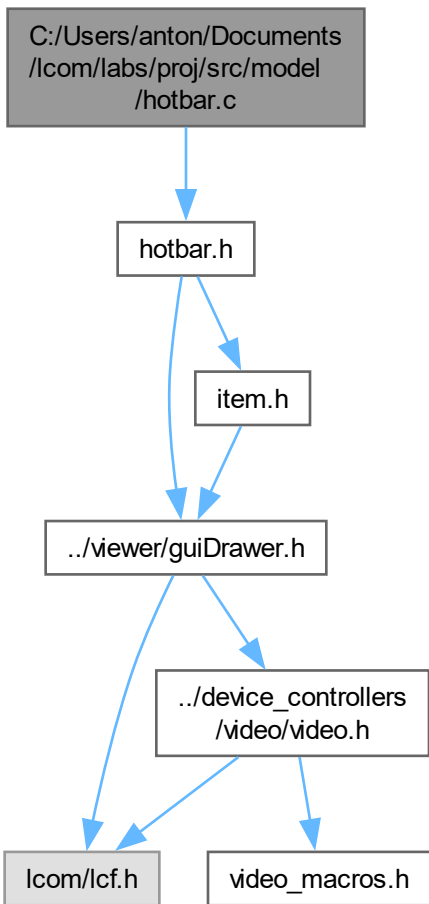 C:/Users/anton/Documents
/lcom/labs/proj/src/model
/hotbar.c
hotbar.h
item.h
../viewer/guiDrawer.h
../device_controllers
/video/video.h
lcom/lcf.h
video_macros.h